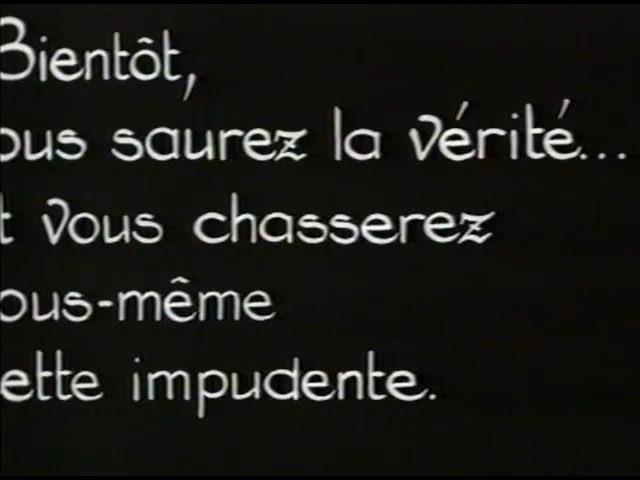 Bientôt,
ous saurez la vérité...
t vous chasserez
ous-même
ette impudente.